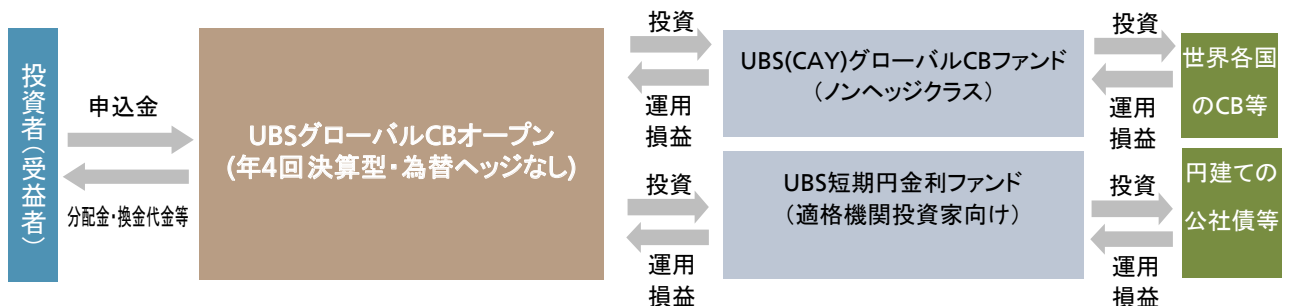 投資者(受益者)
申込金
分配金・換金代金等
UBSグローバルCBオープン
(年4回決算型・為替ヘッジなし)
投資
運用
損益
UBS(CAY)グローバルCBファンド
(ノンヘッジクラス)
投資
運用
損益
世界各国
のCB等
投資
運用
損益
UBS短期円金利ファンド
(適格機関投資家向け)
投資
運用
損益
円建ての
公社債等